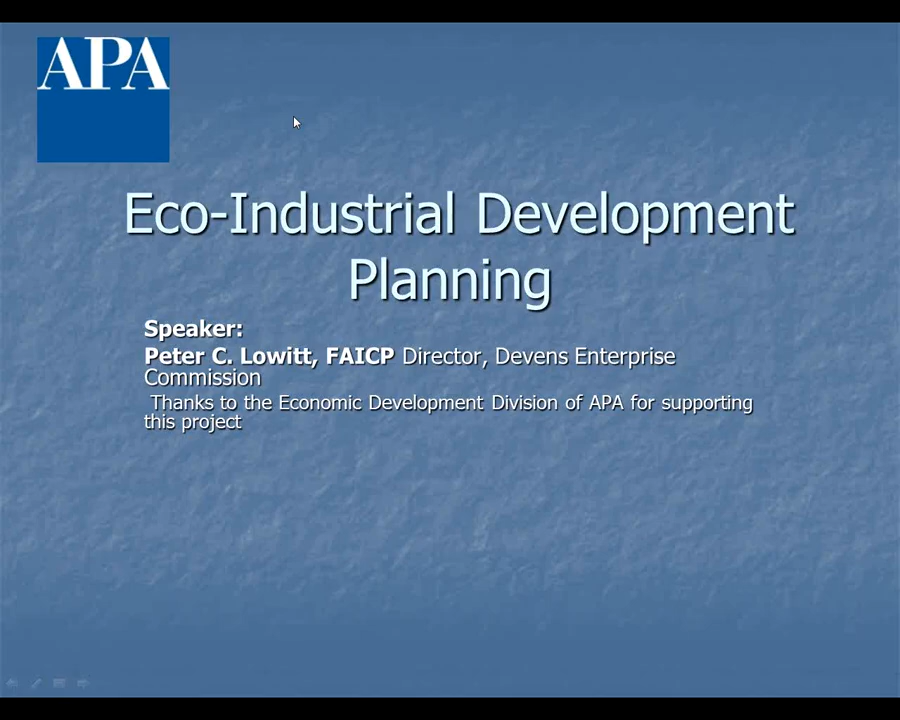 APA
Eco-Industrial Development
Planning
Speaker:
Peter C. Lowitt, FAICP Director, Devens Enterprise
Commission
Thanks to the Economic Development Division of APA for supporting
this project